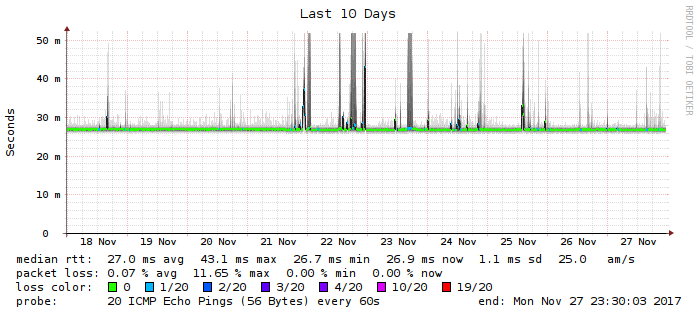 Last 10 Days
RRDTOOL / TOBI OETIKER
Seconds
50 m
40 m
30 m
20 m
10 m
0
18 Nov 19 Nov 20 Nov 21 Nov 22 Nov 23 Nov 24 Nov 25 Nov 26 Nov 27 Nov
median rtt: 27.0 ms avg 43.1 ms max 26.7 ms min 26.9 ms now 1.1 ms sd 25.0 am/s
packet loss: 0.07 % avg 11.65 % max 0.00 % min 0.00 % now
loss color: 0 1/20 2/20 3/20 4/20 10/20 19/20
probe: 20 ICMP Echo Pings (56 Bytes) every 60s end: Mon Nov 27 23:30:03 2017